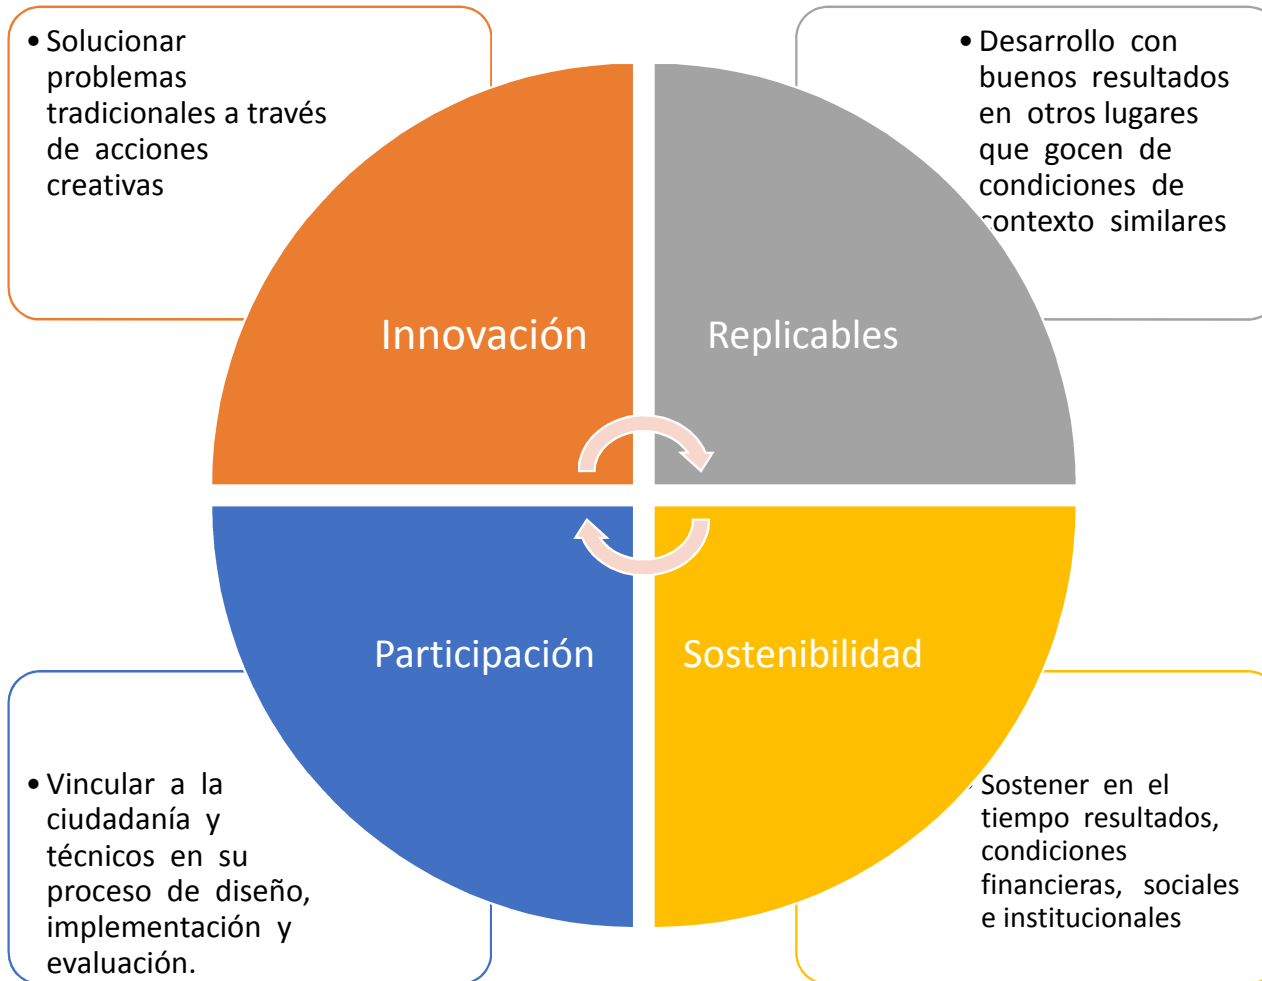 • Solucionar
problemas
tradicionales a través
de acciones
creativas
• Desarrollo con
buenos resultados
en otros lugares
que gocen de
condiciones de
contexto similares
Innovación
Replicables
Participación
Sostenibilidad
• Vincular a la
ciudadanía y
técnicos en su
proceso de diseño,
implementación y
evaluación.
• Sostener en el
tiempo resultados,
condiciones
financieras, sociales
e institucionales